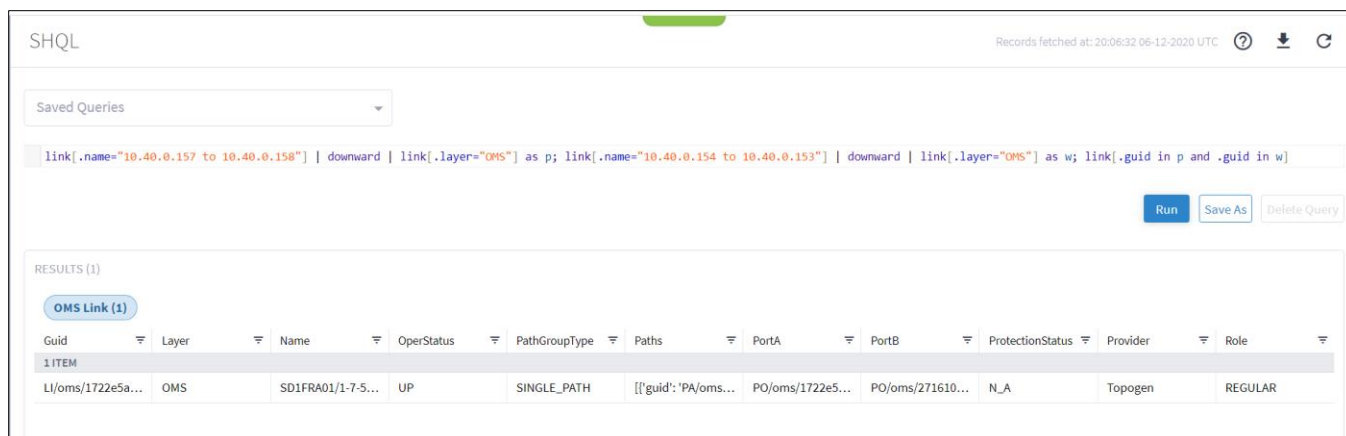 SHQL
Records fetched at: 20:06:32 06-12-2020 UTC
Saved Queries
link[.name="10.40.0.157 to 10.40.0.158"] | downward | link[.layer="OMS"] as p; link[.name="10.40.0.154 to 10.40.0.153"] | downward | link[.layer="OMS"] as w; link[.guid in p and .guid in w]
Run Save As Delete Query
RESULTS (1)
OMS Link (1)
Guid Layer Name OperStatus PathGroupType Paths PortA PortB ProtectionStatus Provider Role
1 ITEM
LI/oms/1722e5a... OMS SD1FRA01/1-7-5... UP SINGLE_PATH [[{'guid': 'PA/oms... PO/oms/1722e5... PO/oms/271610... N_A Topogen REGULAR